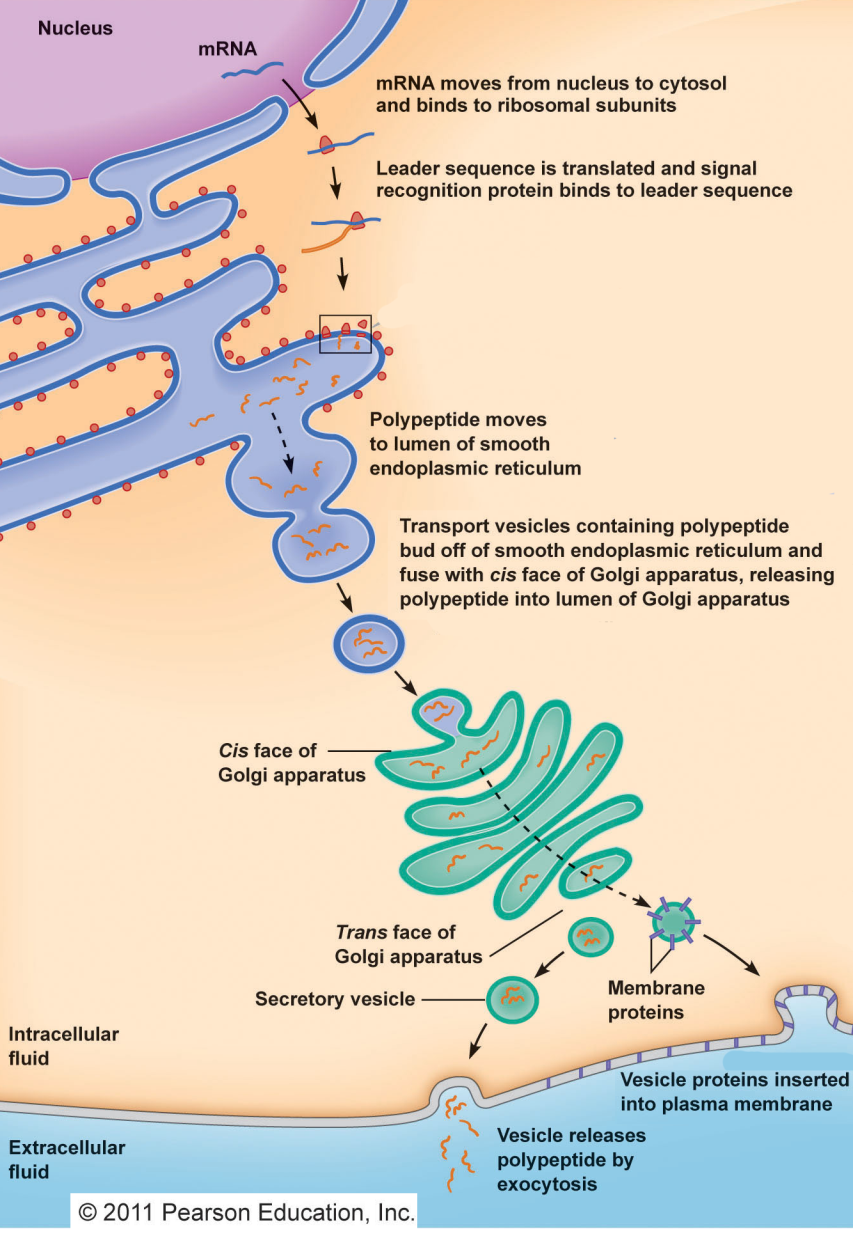 Nucleus
mRNA
mRNA moves from nucleus to cytosol
and binds to ribosomal subunits
Leader sequence is translated and signal
recognition protein binds to leader sequence
Polypeptide moves
to lumen of smooth
endoplasmic reticulum
Transport vesicles containing polypeptide
bud off of smooth endoplasmic reticulum and
fuse with cis face of Golgi apparatus, releasing
polypeptide into lumen of Golgi apparatus
Cis face of
Golgi apparatus
Trans face of
Golgi apparatus
Secretory vesicle
Membrane
proteins
Intracellular
fluid
Vesicle proteins inserted
into plasma membrane
Extracellular
fluid
Vesicle releases
polypeptide by
exocytosis
© 2011 Pearson Education, Inc.